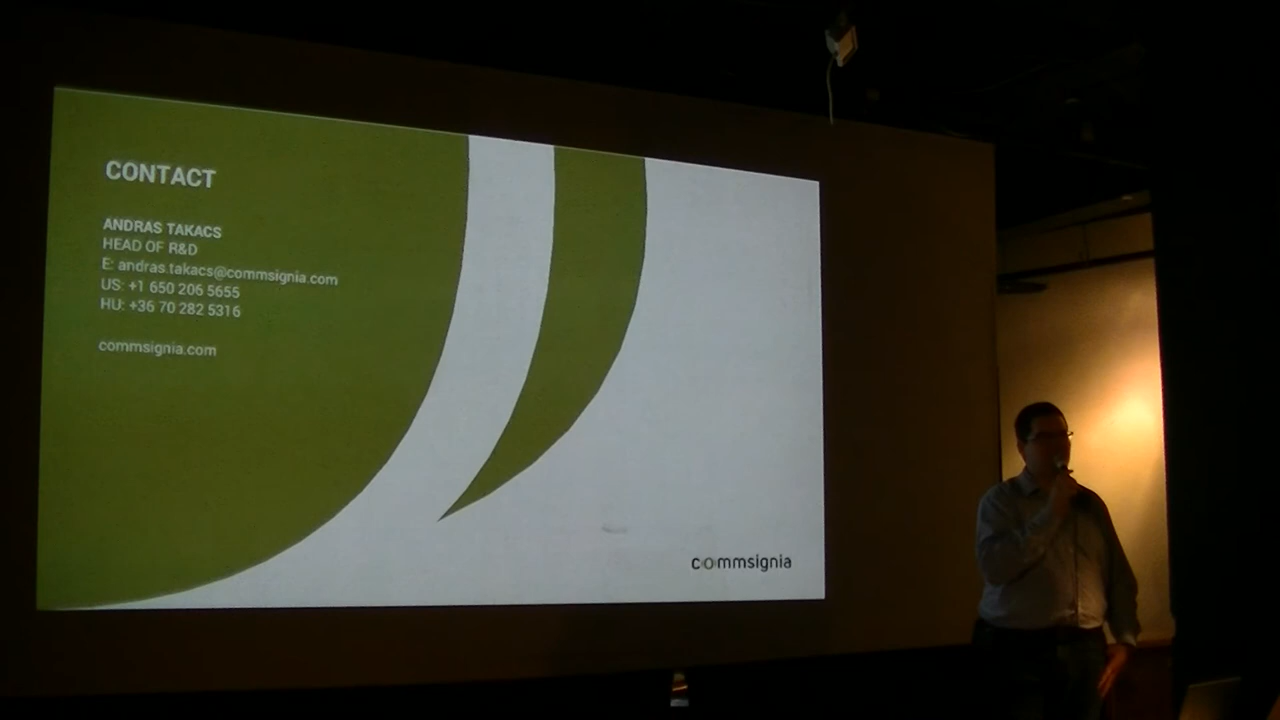 CONTACT
ANDRAS TAKACS
HEAD OF R&D
E: andras.takacs@commsignia.com
US: +1 650 206 5655
HU: +36 70 282 5316
commsignia.com
commsignia